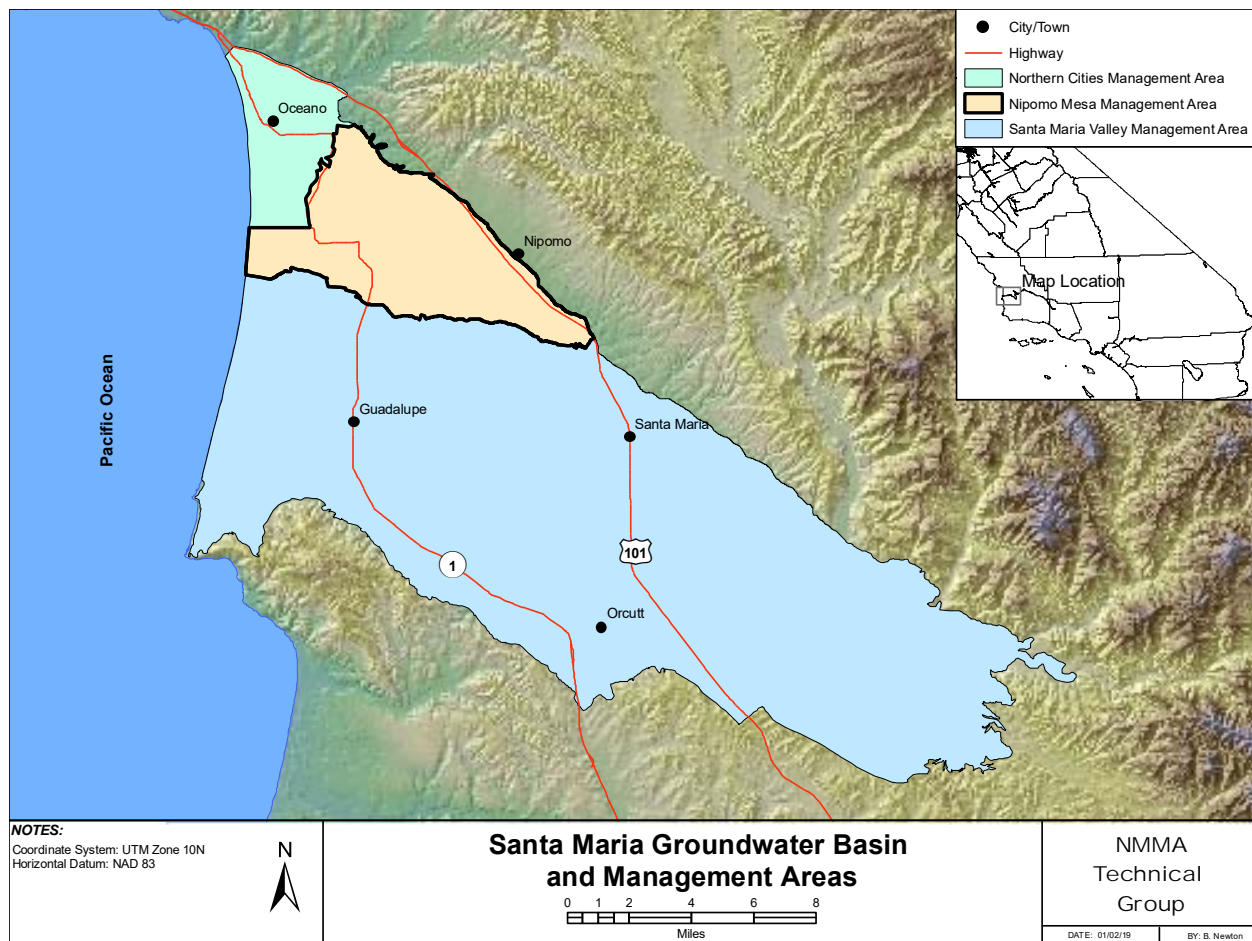 City/Town
Highway
Northern Cities Management Area
Nipomo Mesa Management Area
Santa Maria Valley Management Area
Map Location
Oceano
Nipomo
Pacific Ocean
Guadalupe
Santa Maria
101
1
Orcutt
NOTES:
Coordinate System: UTM Zone 10N
Horizontal Datum: NAD 83
N
Santa Maria Groundwater Basin
and Management Areas
0 1 2 4 6 8
Miles
NMMA
Technical
Group
DATE: 01/02/19
BY: B. Newton